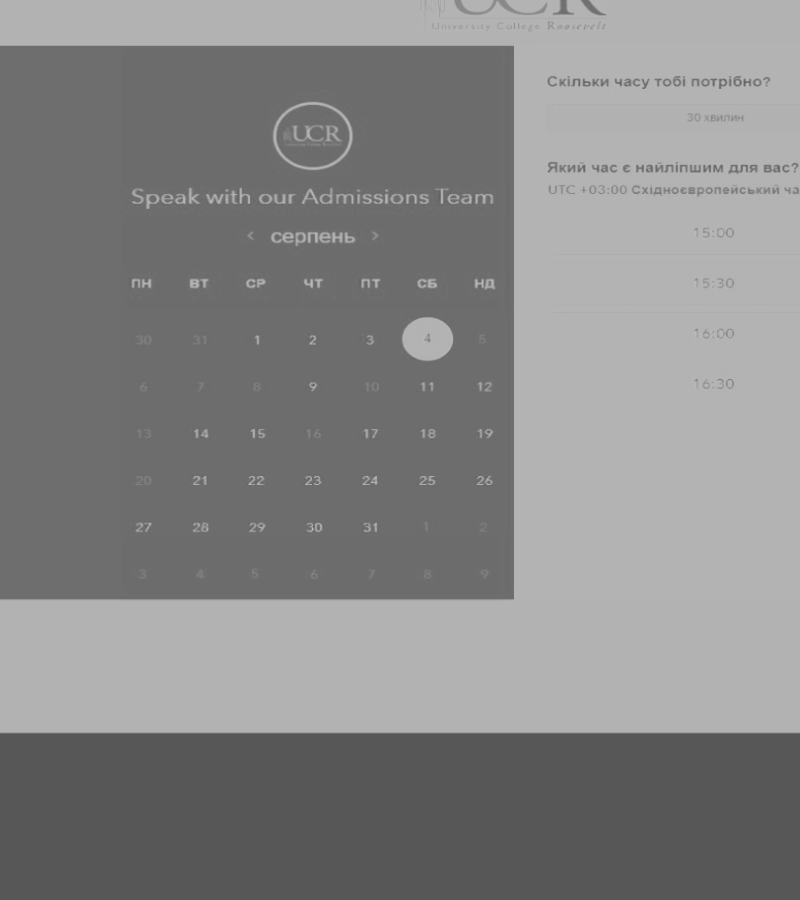 UCR
University College Roosevelt
UCR
Speak with our Admissions Team
‹ серпень ›
ПН ВТ СР ЧТ ПТ СБ НД
30 31 1 2 3 4 5
6 7 8 9 10 11 12
13 14 15 16 17 18 19
20 21 22 23 24 25 26
27 28 29 30 31 1 2
3 4 5 6 7 8 9
Скільки часу тобі потрібно?
30 хвилин
Який час є найліпшим для вас?
UTC +03:00 Східноєвропейський ча
15:00
15:30
16:00
16:30